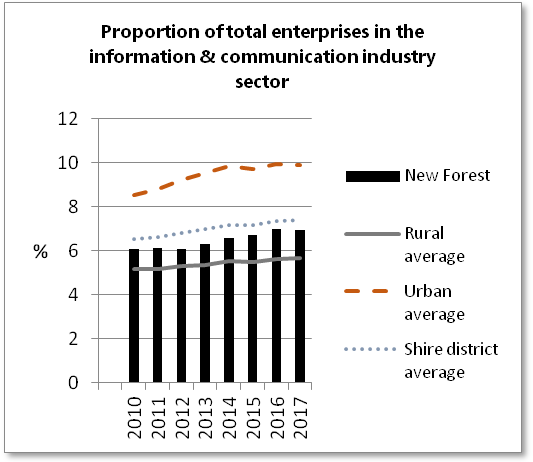 Proportion of total enterprises in the
information & communication industry
sector
12
10
8
6
4
2
0
%
2010
2011
2012
2013
2014
2015
2016
2017
New Forest
Rural
average
Urban
average
Shire district
average